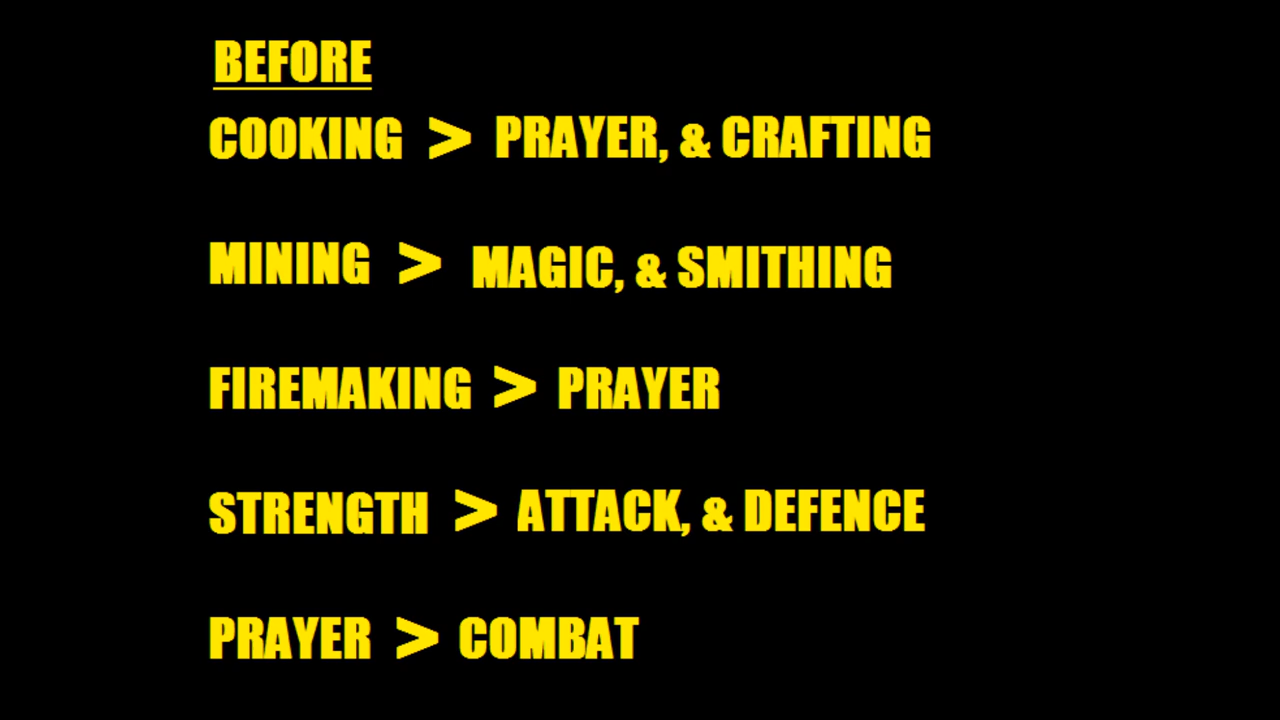 BEFORE
COOKING > PRAYER, & CRAFTING
MINING > MAGIC, & SMITHING
FIREMAKING > PRAYER
STRENGTH > ATTACK, & DEFENCE
PRAYER > COMBAT